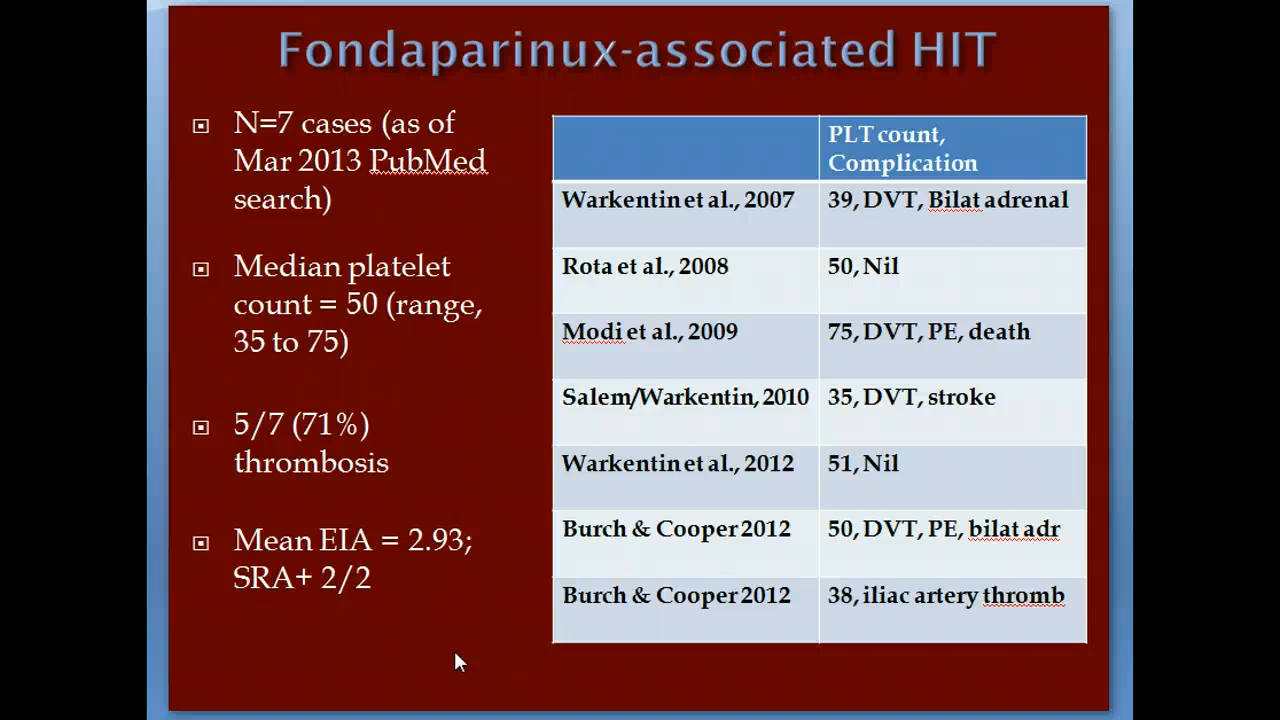 Fondaparinux-associated HIT
N=7 cases (as of
Mar 2013 PubMed
search)
Median platelet
count = 50 (range,
35 to 75)
5/7 (71%)
thrombosis
Mean EIA = 2.93;
SRA+ 2/2
PLT count,
Complication
Warkentin et al., 2007 39, DVT, Bilat adrenal
Rota et al., 2008 50, Nil
Modi et al., 2009 75, DVT, PE, death
Salem/Warkentin, 2010 35, DVT, stroke
Warkentin et al., 2012 51, Nil
Burch & Cooper 2012 50, DVT, PE, bilat adr
Burch & Cooper 2012 38, iliac artery thromb